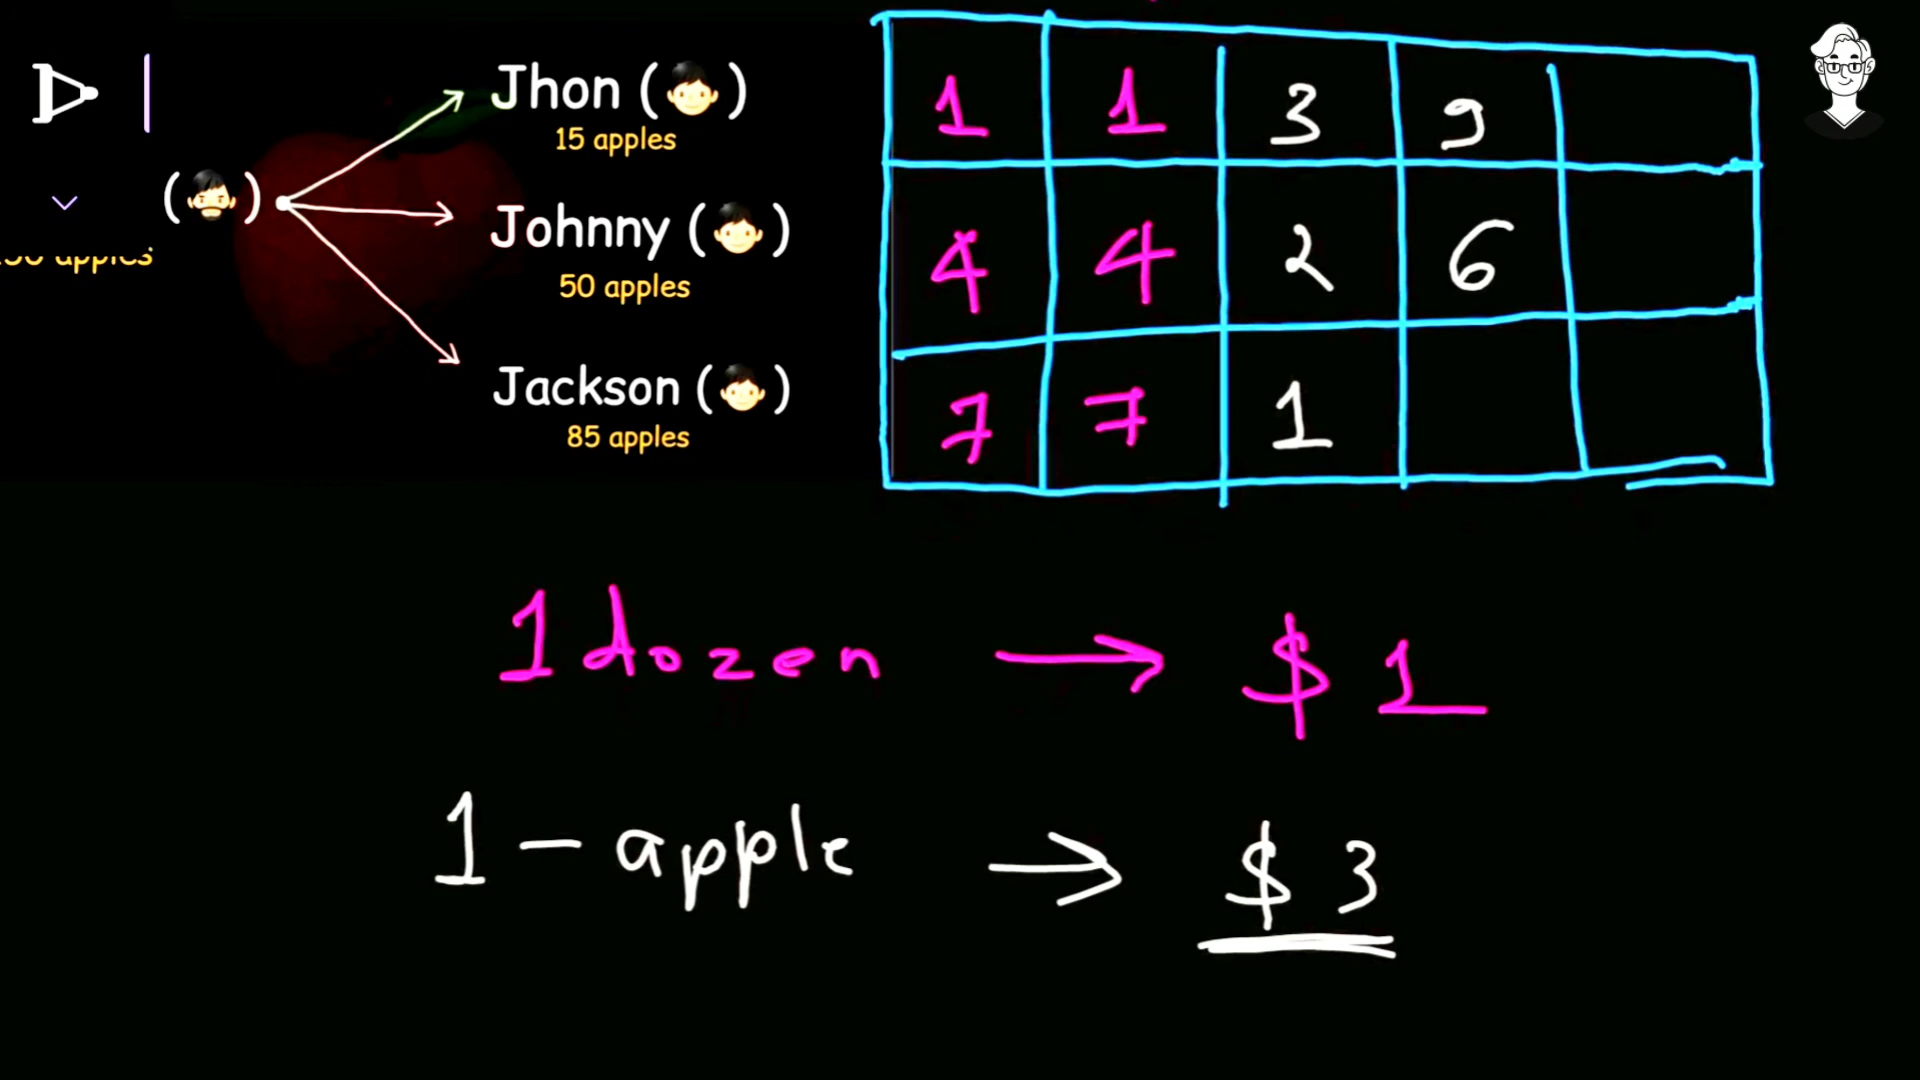 Jhon ( )
15 apples
( )
Johnny ( )
50 apples
apples
Jackson ( )
85 apples
1 1 3 9
4 4 2 6
7 7 1
1 dozen → $ 1
1 – apple → $ 3